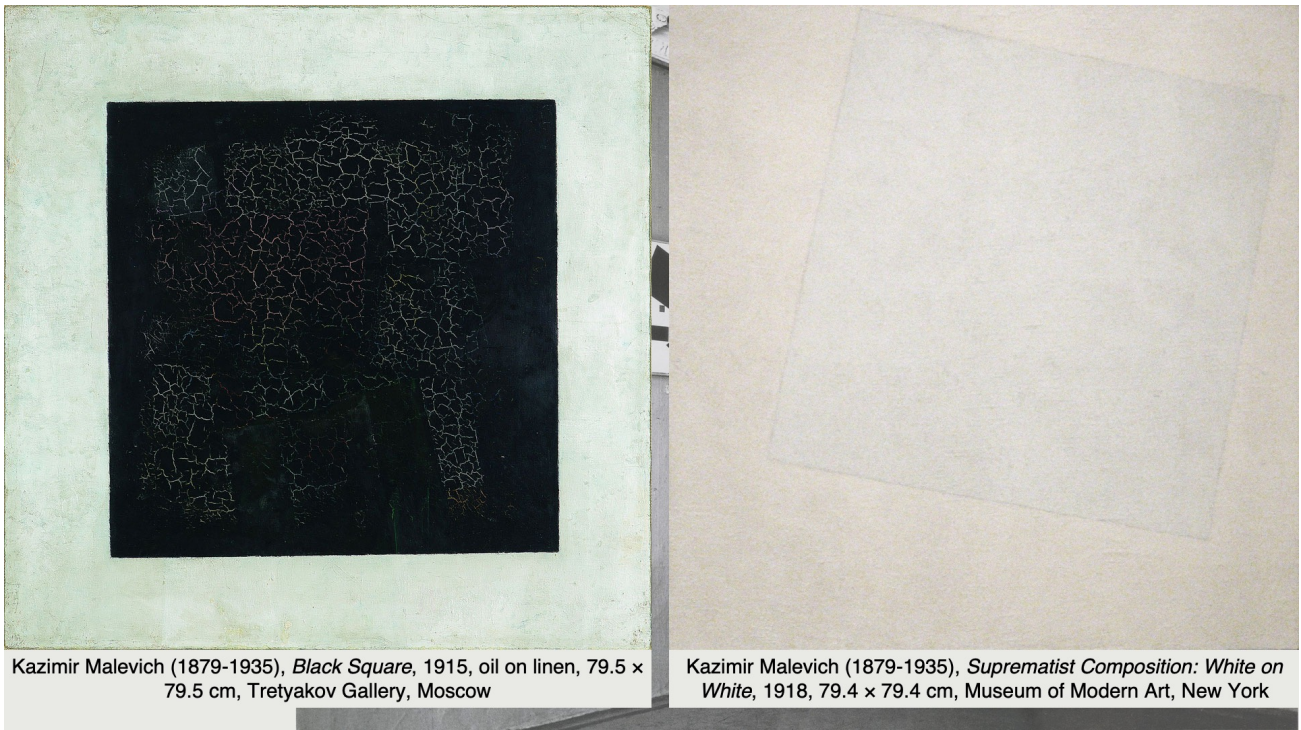 Kazimir Malevich (1879-1935), Black Square, 1915, oil on linen, 79.5 ×
79.5 cm, Tretyakov Gallery, Moscow
Kazimir Malevich (1879-1935), Suprematist Composition: White on
White, 1918, 79.4 × 79.4 cm, Museum of Modern Art, New York